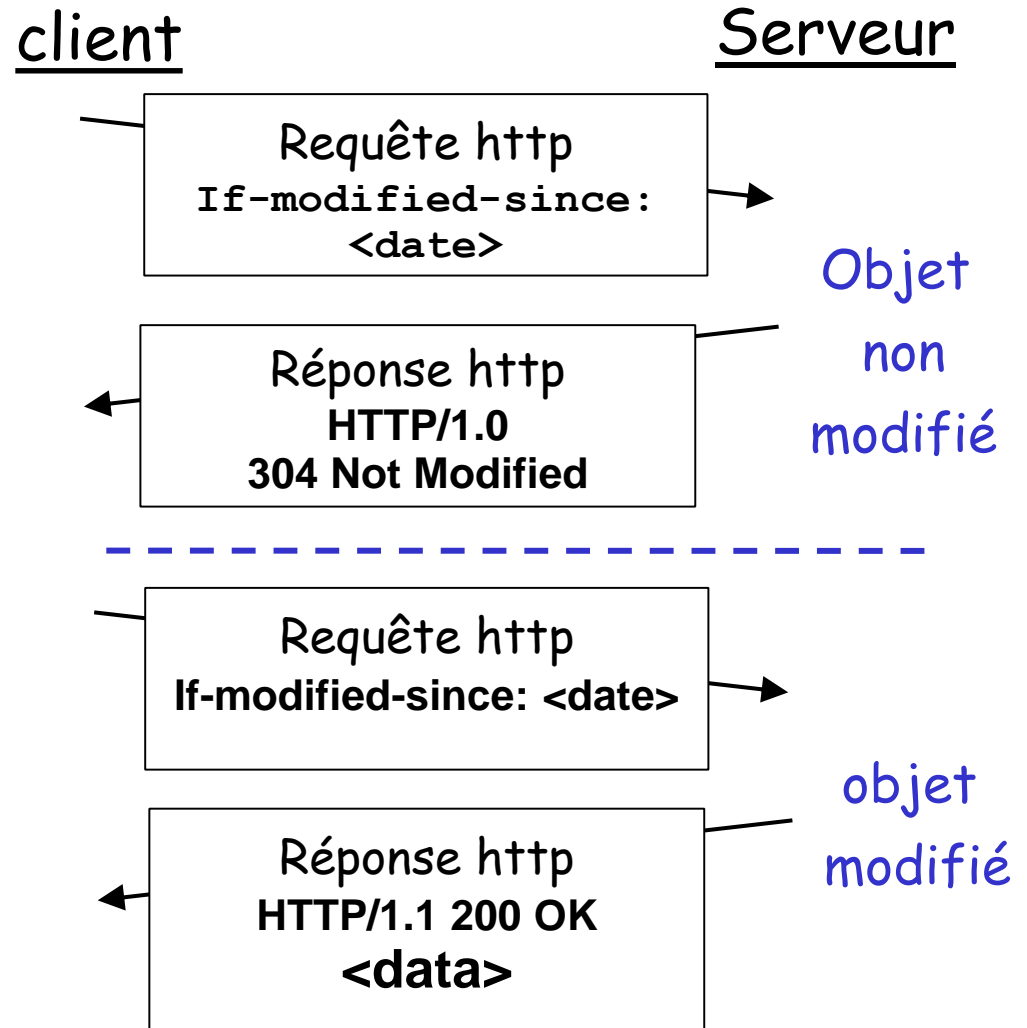 client
Serveur
Requête http
If-modified-since:
<date>
Objet
non
modifié
Réponse http
HTTP/1.0
304 Not Modified
Requête http
If-modified-since: <date>
objet
modifié
Réponse http
HTTP/1.1 200 OK
<data>